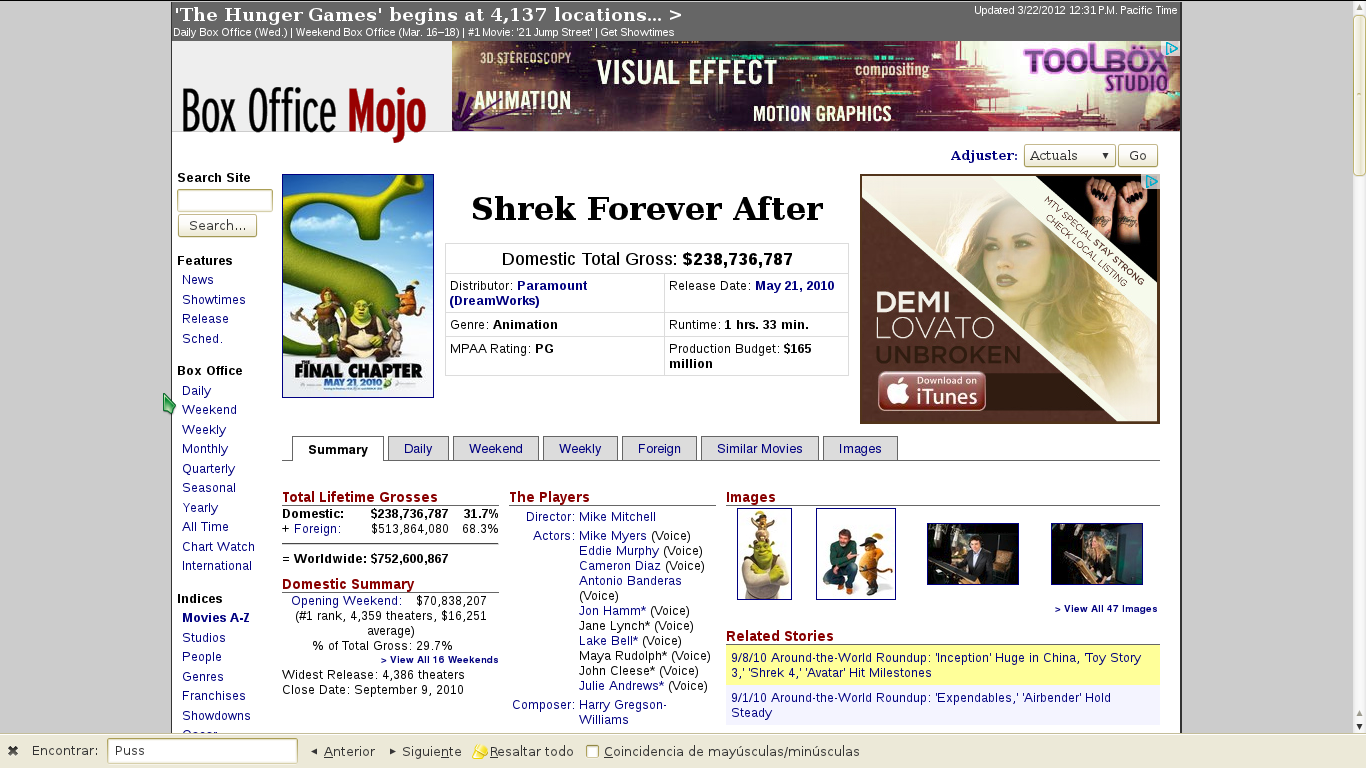 'The Hunger Games' begins at 4,137 locations... >
Updated 3/22/2012 12:31 P.M. Pacific Time
Daily Box Office (Wed.) | Weekend Box Office (Mar. 16–18) | #1 Movie: '21 Jump Street' | Get Showtimes
Box Office Mojo
3D STEREOSCOPY
VISUAL EFFECT
compositing
ANIMATION
MOTION GRAPHICS
TOOLBÖX
STUDIO
Adjuster: Actuals Go
Search Site
Search...
Features
News
Showtimes
Release
Sched.
Box Office
Daily
Weekend
Weekly
Monthly
Quarterly
Seasonal
Yearly
All Time
Chart Watch
International
Indices
Movies A-Z
Studios
People
Genres
Franchises
Showdowns
THE
FINAL CHAPTER
MAY 21, 2010
Shrek Forever After
Domestic Total Gross: $238,736,787
Distributor: Paramount
(DreamWorks)
Release Date: May 21, 2010
Genre: Animation
Runtime: 1 hrs. 33 min.
MPAA Rating: PG
Production Budget: $165
million
MTV SPECIAL STAY STRONG
CHECK LOCAL LISTING
DEMI
LOVATO
UNBROKEN
Download on
iTunes
Summary
Daily
Weekend
Weekly
Foreign
Similar Movies
Images
Total Lifetime Grosses
Domestic: $238,736,787 31.7%
+ Foreign: $513,864,080 68.3%
= Worldwide: $752,600,867
Domestic Summary
Opening Weekend: $70,838,207
(#1 rank, 4,359 theaters, $16,251
average)
% of Total Gross: 29.7%
> View All 16 Weekends
Widest Release: 4,386 theaters
Close Date: September 9, 2010
The Players
Director: Mike Mitchell
Actors: Mike Myers (Voice)
Eddie Murphy (Voice)
Cameron Diaz (Voice)
Antonio Banderas
(Voice)
Jon Hamm* (Voice)
Jane Lynch* (Voice)
Lake Bell* (Voice)
Maya Rudolph* (Voice)
John Cleese* (Voice)
Julie Andrews* (Voice)
Composer: Harry Gregson-
Williams
Images
> View All 47 Images
Related Stories
9/8/10 Around-the-World Roundup: 'Inception' Huge in China, 'Toy Story
3,' 'Shrek 4,' 'Avatar' Hit Milestones
9/1/10 Around-the-World Roundup: 'Expendables,' 'Airbender' Hold
Steady
Encontrar: Puss Anterior Siguiente Resaltar todo Coincidencia de mayúsculas/minúsculas